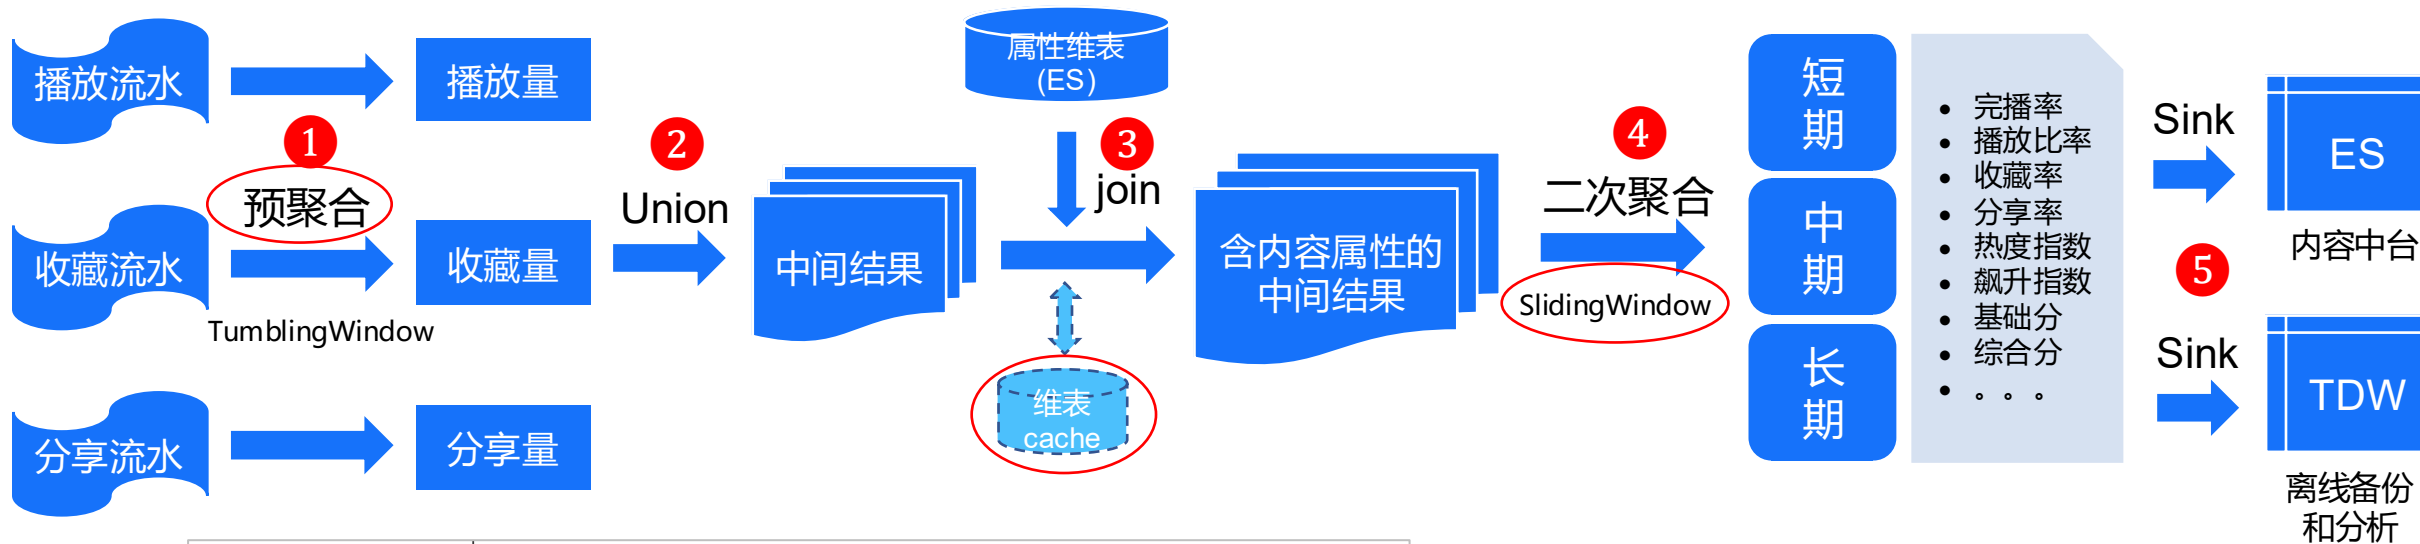 播放流水
播放量
收藏流水
收藏量
分享流水
分享量
1
预聚合
TumblingWindow
2
Union
中间结果
属性维表
(ES)
3
join
维表
cache
含内容属性的
中间结果
4
二次聚合
SlidingWindow
短
期
中
期
长
期
• 完播率
• 播放比率
• 收藏率
• 分享率
• 热度指数
• 飙升指数
• 基础分
• 综合分
• 。。。
Sink
5
Sink
ES
内容中台
TDW
离线备份
和分析